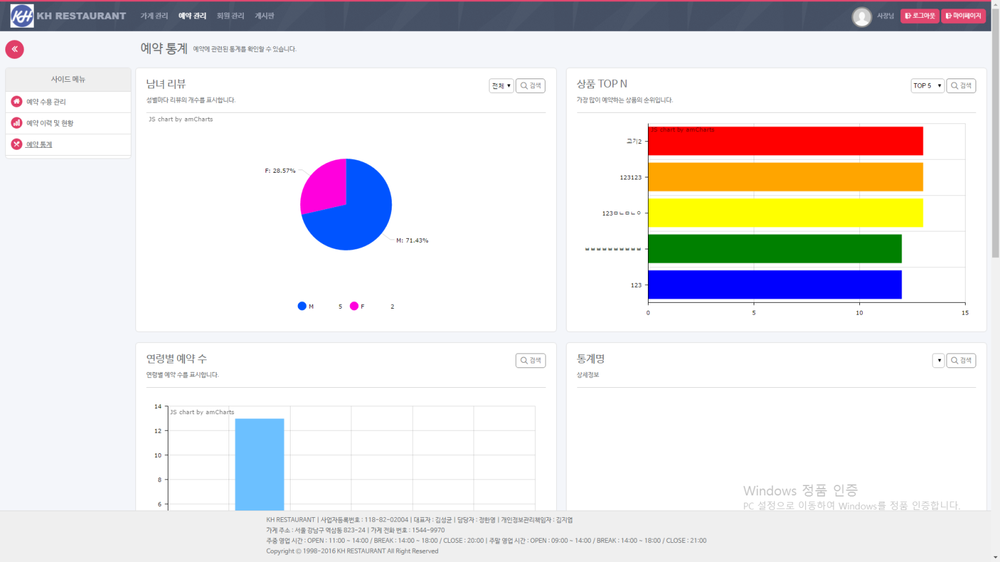 KH RESTAURANT 가게 관리 예약 관리 회원 관리 게시판 사장님 로그아웃 마이페이지
예약 통계 예약에 관련된 통계를 확인할 수 있습니다.
사이드 메뉴
예약 수용 관리
예약 이력 및 현황
예약 통계
남녀 리뷰 전체 검색
성별마다 리뷰의 개수를 표시합니다.
JS chart by amCharts
F: 28.57%
M: 71.43%
M 5 F 2
상품 TOP N TOP 5 검색
가장 많이 예약하는 상품의 순위입니다.
JS chart by amCharts
고기2
123123
123ㅁㄴㅁㄴㅇ
ㅂㅂㅂㅂㅂㅂㅂㅂㅂㅂ
123
0 5 10 15
연령별 예약 수 검색
연령별 예약 수를 표시합니다.
JS chart by amCharts
14
12
10
8
6
통계명 검색
상세정보
Windows 정품 인증
PC 설정으로 이동하여 Windows를 정품 인증합니다.
KH RESTAURANT | 사업자등록번호 : 118-82-02004 | 대표자 : 김성균 | 담당자 : 정한영 | 개인정보관리책임자 : 김지엽
가게 주소 : 서울 강남구 역삼동 823-24 | 가게 전화 번호 : 1544-9970
주중 영업 시간 : OPEN : 11:00 ~ 14:00 / BREAK : 14:00 ~ 18:00 / CLOSE : 20:00 | 주말 영업 시간 : OPEN : 09:00 ~ 14:00 / BREAK : 14:00 ~ 18:00 / CLOSE : 21:00
Copyright © 1998-2016 KH RESTAURANT All Right Reserved